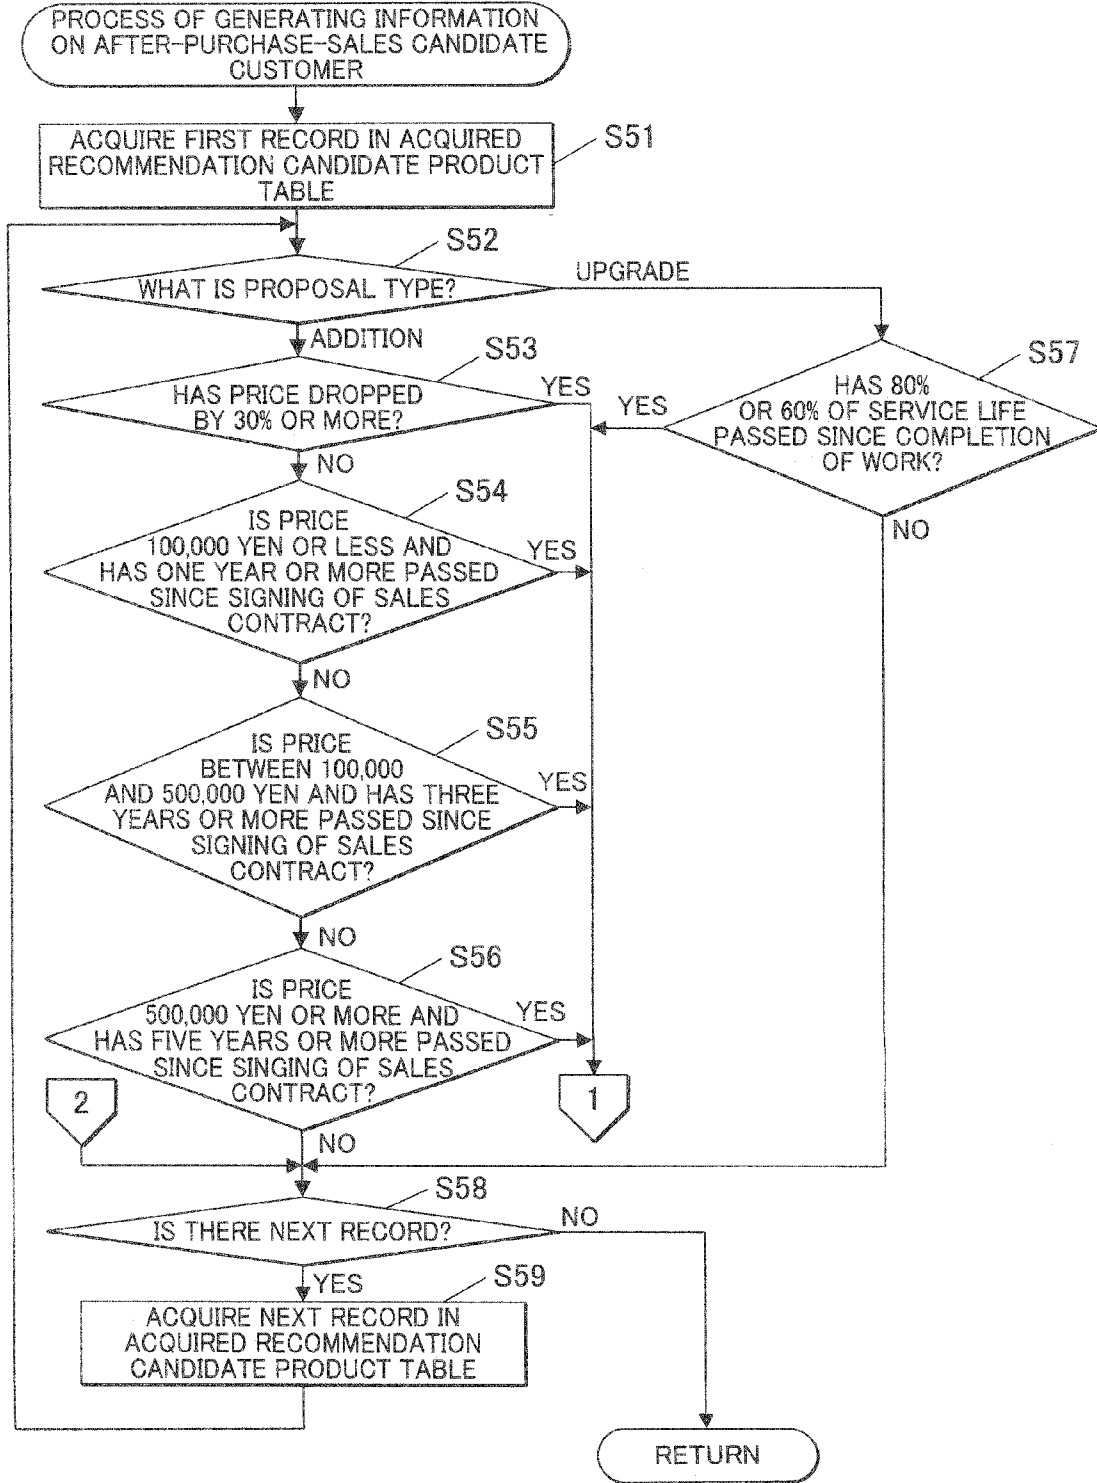 PROCESS OF GENERATING INFORMATION
ON AFTER-PURCHASE-SALES CANDIDATE
CUSTOMER
ACQUIRE FIRST RECORD IN ACQUIRED
RECOMMENDATION CANDIDATE PRODUCT
TABLE
S51
S52
WHAT IS PROPOSAL TYPE?
UPGRADE
ADDITION
S53
HAS PRICE DROPPED
BY 30% OR MORE?
YES
S57
HAS 80%
OR 60% OF SERVICE LIFE
PASSED SINCE COMPLETION
OF WORK?
YES
NO
NO
S54
IS PRICE
100,000 YEN OR LESS AND
HAS ONE YEAR OR MORE PASSED
SINCE SIGNING OF SALES
CONTRACT?
YES
NO
S55
IS PRICE
BETWEEN 100,000
AND 500,000 YEN AND HAS THREE
YEARS OR MORE PASSED SINCE
SIGNING OF SALES
CONTRACT?
YES
NO
S56
IS PRICE
500,000 YEN OR MORE AND
HAS FIVE YEARS OR MORE PASSED
SINCE SINGING OF SALES
CONTRACT?
YES
2
1
NO
S58
IS THERE NEXT RECORD?
NO
YES
S59
ACQUIRE NEXT RECORD IN
ACQUIRED RECOMMENDATION
CANDIDATE PRODUCT TABLE
RETURN